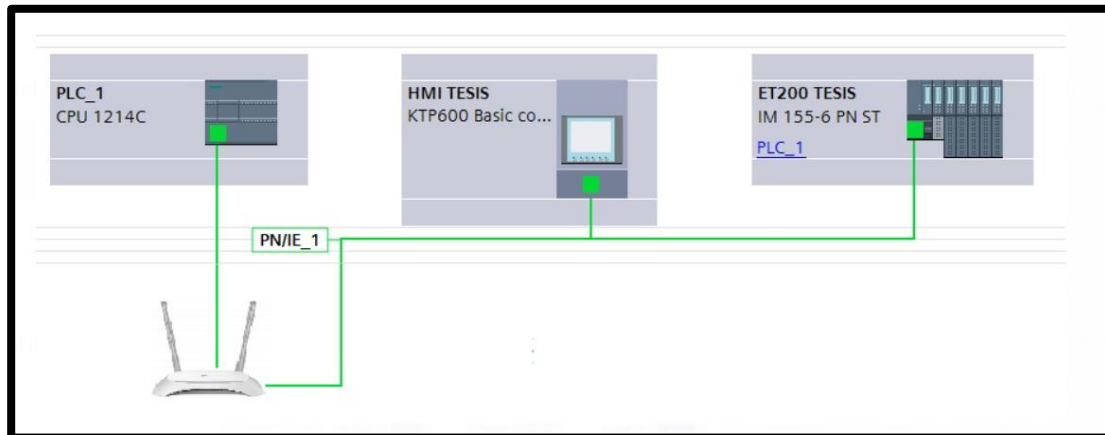 PLC_1
CPU 1214C
HMI TESIS
KTP600 Basic co...
ET200 TESIS
IM 155-6 PN ST
PLC_1
PN/IE_1